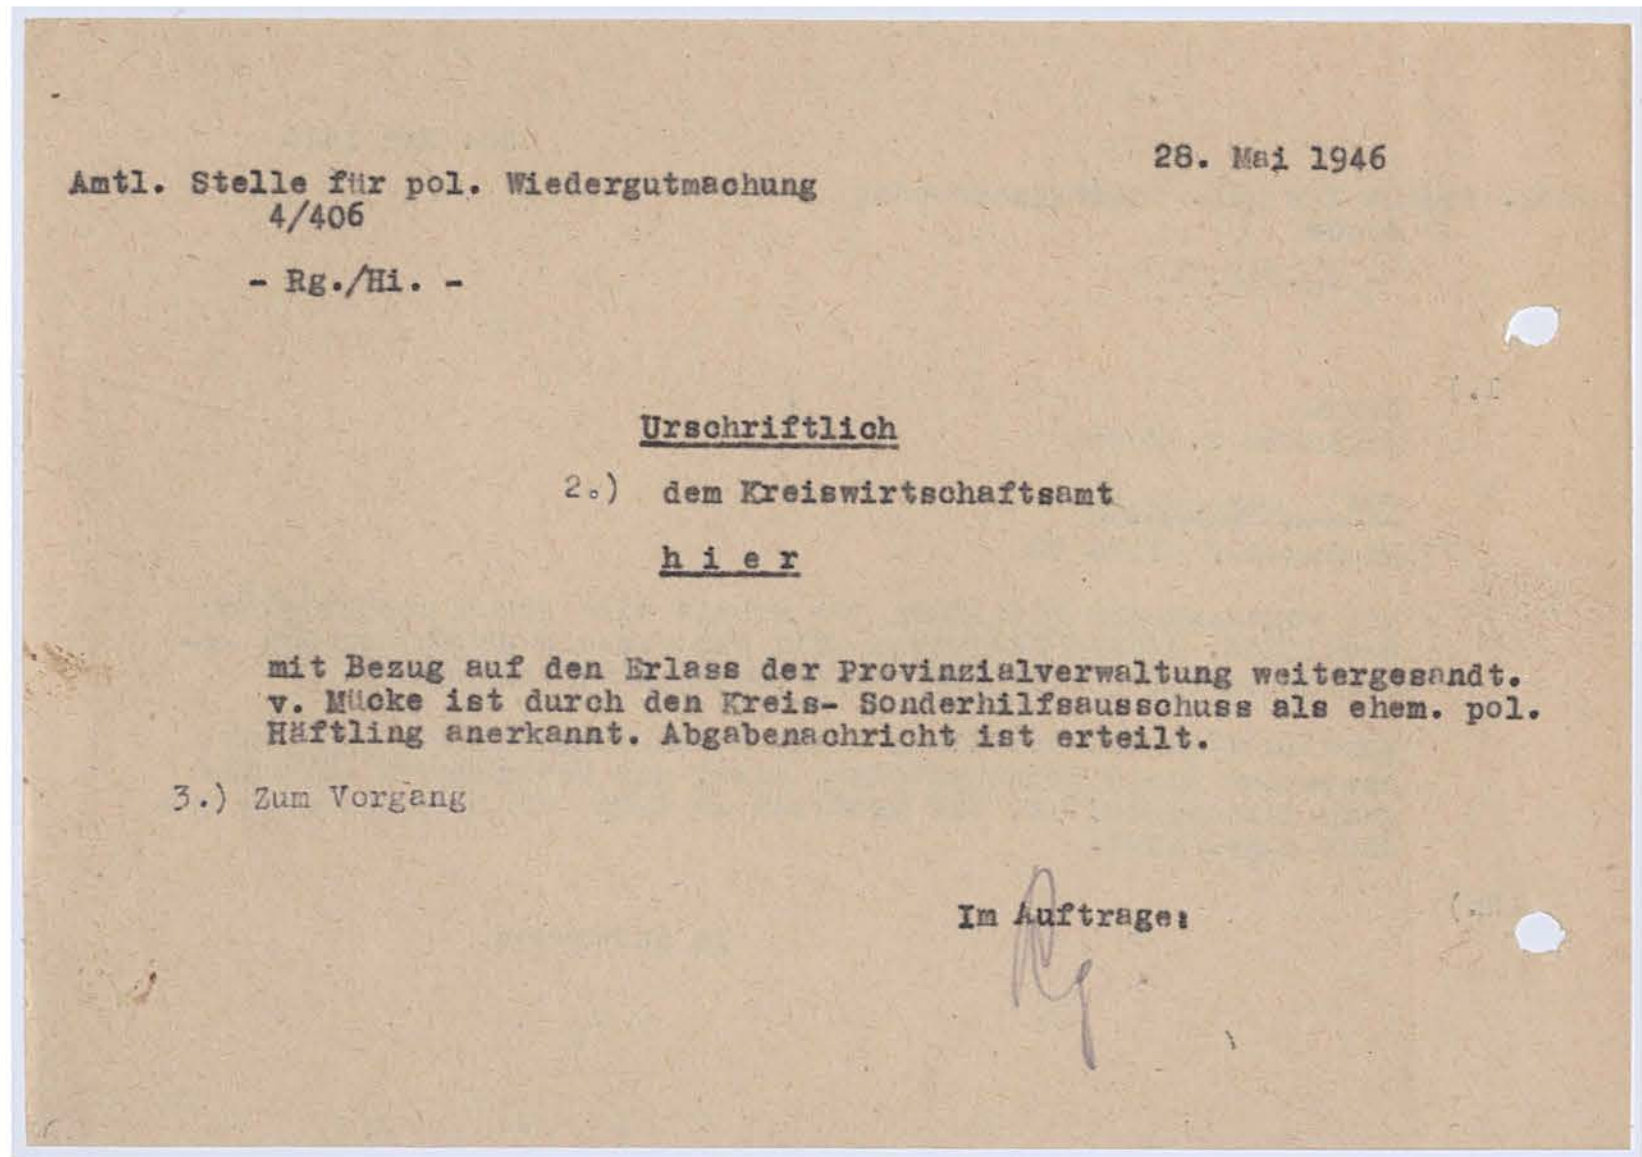 28. Mai 1946
Amtl. Stelle für pol. Wiedergutmachung
4/406
- Rg./Hi. -
Urschriftlich
2.) dem Kreiswirtschaftsamt
h i e r
mit Bezug auf den Erlass der Provinzialverwaltung weitergesandt.
v. Mücke ist durch den Kreis- Sonderhilfsausschuss als ehem. pol.
Häftling anerkannt. Abgabenachricht ist erteilt.
3.) Zum Vorgang
Im Auftrage:
Rg